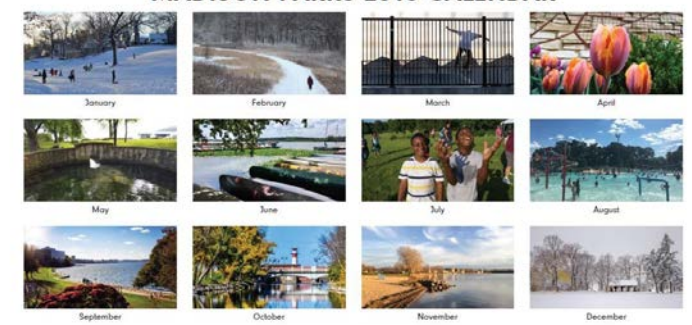 January February March April
May June July August
September October November December